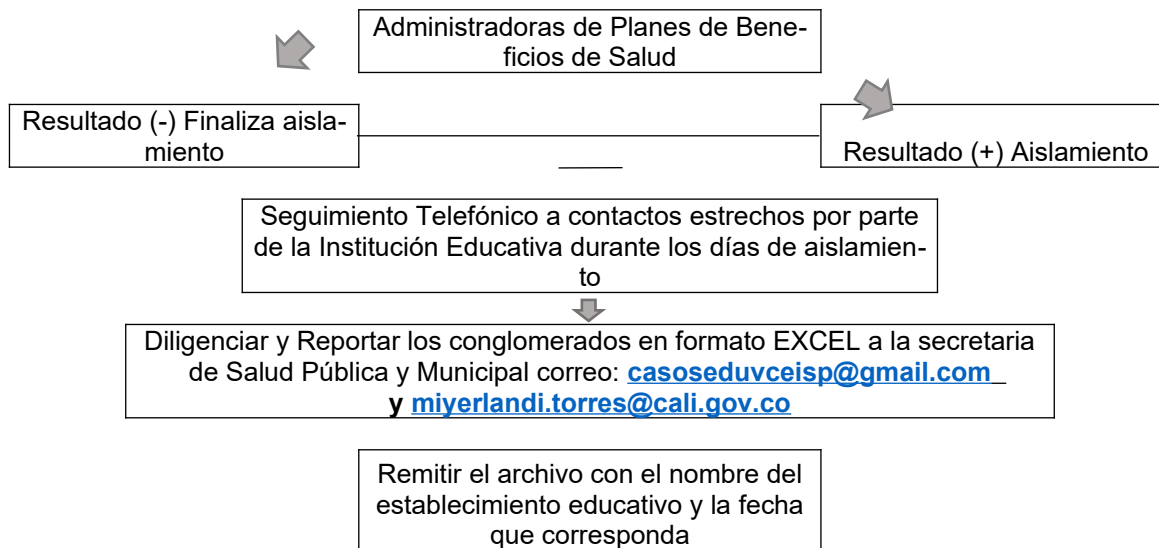 Administradoras de Planes de Bene-
ficios de Salud
Resultado (-) Finaliza aisla-
miento
Resultado (+) Aislamiento
Seguimiento Telefónico a contactos estrechos por parte
de la Institución Educativa durante los días de aislamien-
to
Diligenciar y Reportar los conglomerados en formato EXCEL a la secretaria
de Salud Pública y Municipal correo: casoseduvceisp@gmail.com
y miyerlandi.torres@cali.gov.co
Remitir el archivo con el nombre del
establecimiento educativo y la fecha
que corresponda